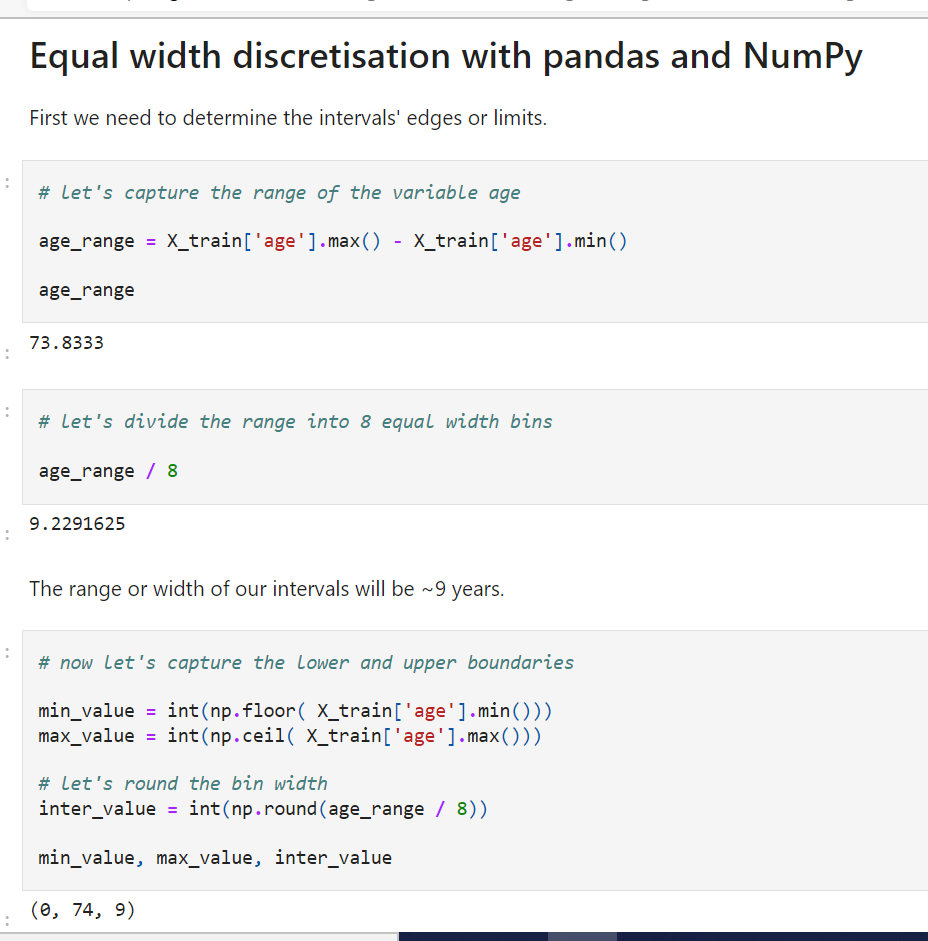 Equal width discretisation with pandas and NumPy
First we need to determine the intervals' edges or limits.
# let's capture the range of the variable age
age_range = X_train['age'].max() - X_train['age'].min()
age_range
73.8333
# let's divide the range into 8 equal width bins
age_range / 8
9.2291625
The range or width of our intervals will be ~9 years.
# now let's capture the lower and upper boundaries
min_value = int(np.floor( X_train['age'].min()))
max_value = int(np.ceil( X_train['age'].max()))
# let's round the bin width
inter_value = int(np.round(age_range / 8))
min_value, max_value, inter_value
(0, 74, 9)